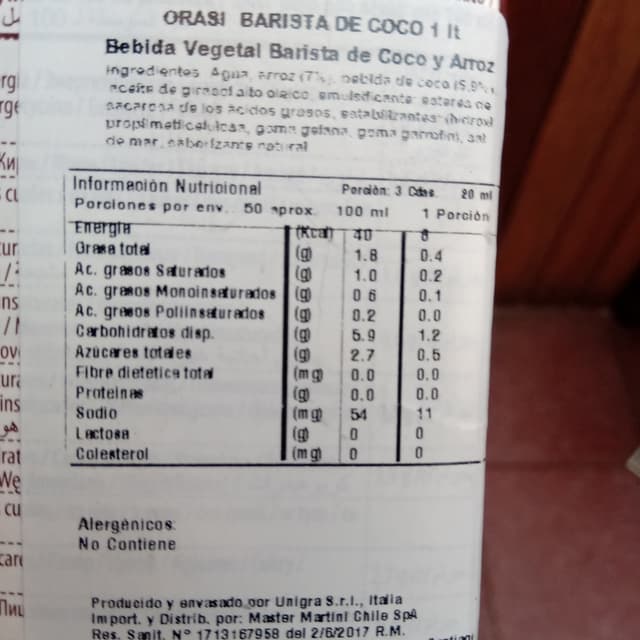 ORASI BARISTA DE COCO 1 lt
Bebida Vegetal Barista de Coco y Arroz
Ingredientes Agua, arroz (7%), bebida de coco (5.9%),
aceite de girasol alto oleico, emulsificante esteres de
sacarosa de los ácidos grasos, estabilizantes (hidroxi
propilmetilcelulosa, goma gelana, goma garrofin), sal
de mar, saborizante natural
Información Nutricional Porción: 3 Cdas. 20 ml
Porciones por env. 50 aprox. 100 ml 1 Porción
Energía (Kcal) 40 8
Grasa total (g) 1.8 0.4
Ac. grasos Saturados (g) 1.0 0.2
Ac. grasos Monoinsaturados (g) 0 6 0.1
Ac. grasos Poliinsaturados (g) 0.2 0.0
Carbohidratos disp. (g) 5.9 1.2
Azúcares totales (g) 2.7 0.5
Fibre dietetica total (mg) 0.0 0.0
Proteinas (g) 0.0 0.0
Sodio (mg) 54 11
Lactosa (g) 0 0
Colesterol (mg) 0 0
Alergénicos:
No Contiene
Producido y envasado por Unigra S.r.l., Italia
Import. y Distrib. por: Master Martini Chile SpA
Res. Sanit. N° 1713167958 del 2/6/2017 R.M.